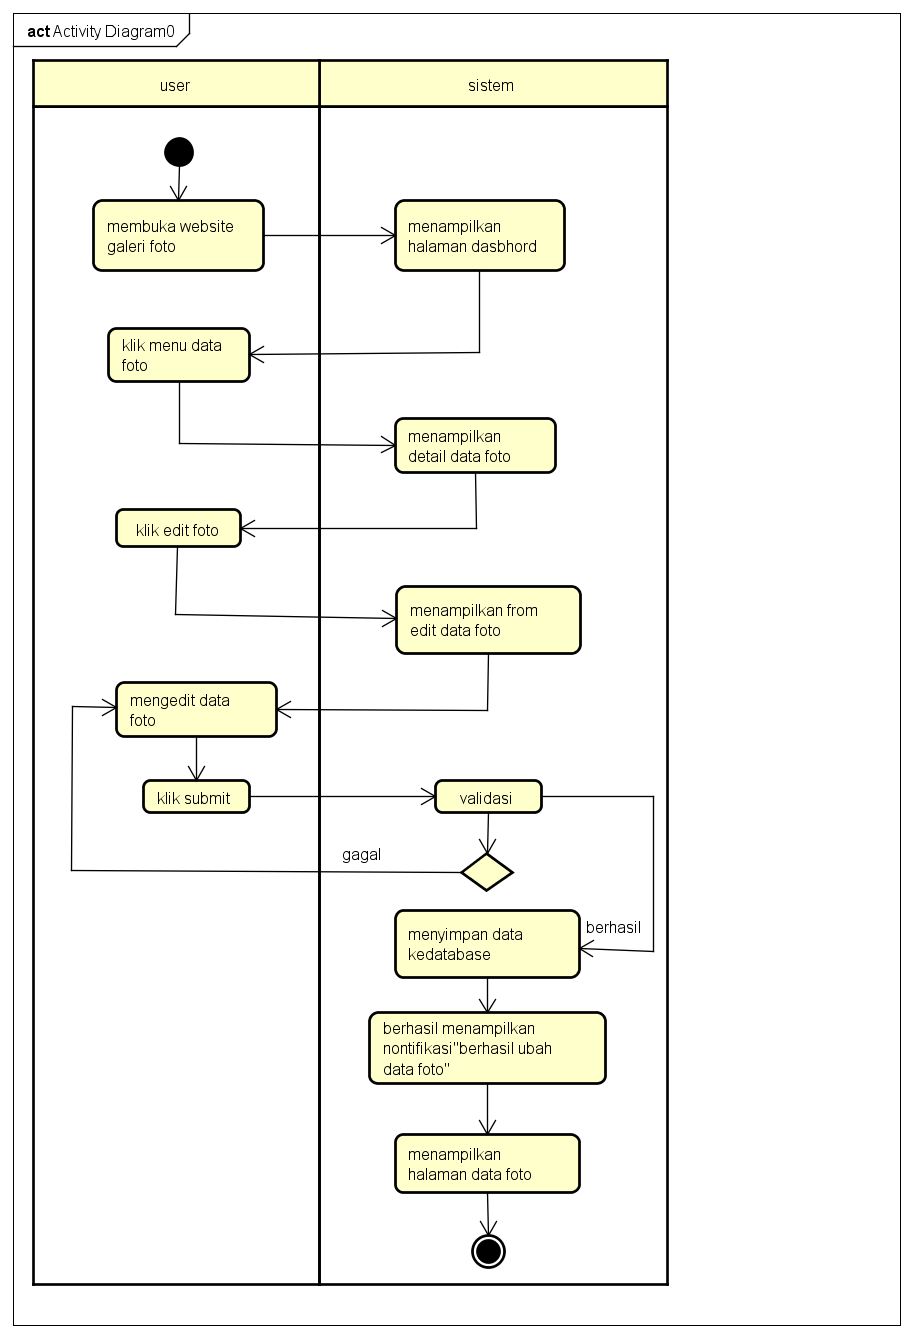 act Activity Diagram0
user
sistem
membuka website
galeri foto
menampilkan
halaman dasbhord
klik menu data
foto
menampilkan
detail data foto
klik edit foto
menampilkan from
edit data foto
mengedit data
foto
klik submit
validasi
gagal
berhasil
menyimpan data
kedatabase
berhasil menampilkan
nontifikasi"berhasil ubah
data foto"
menampilkan
halaman data foto